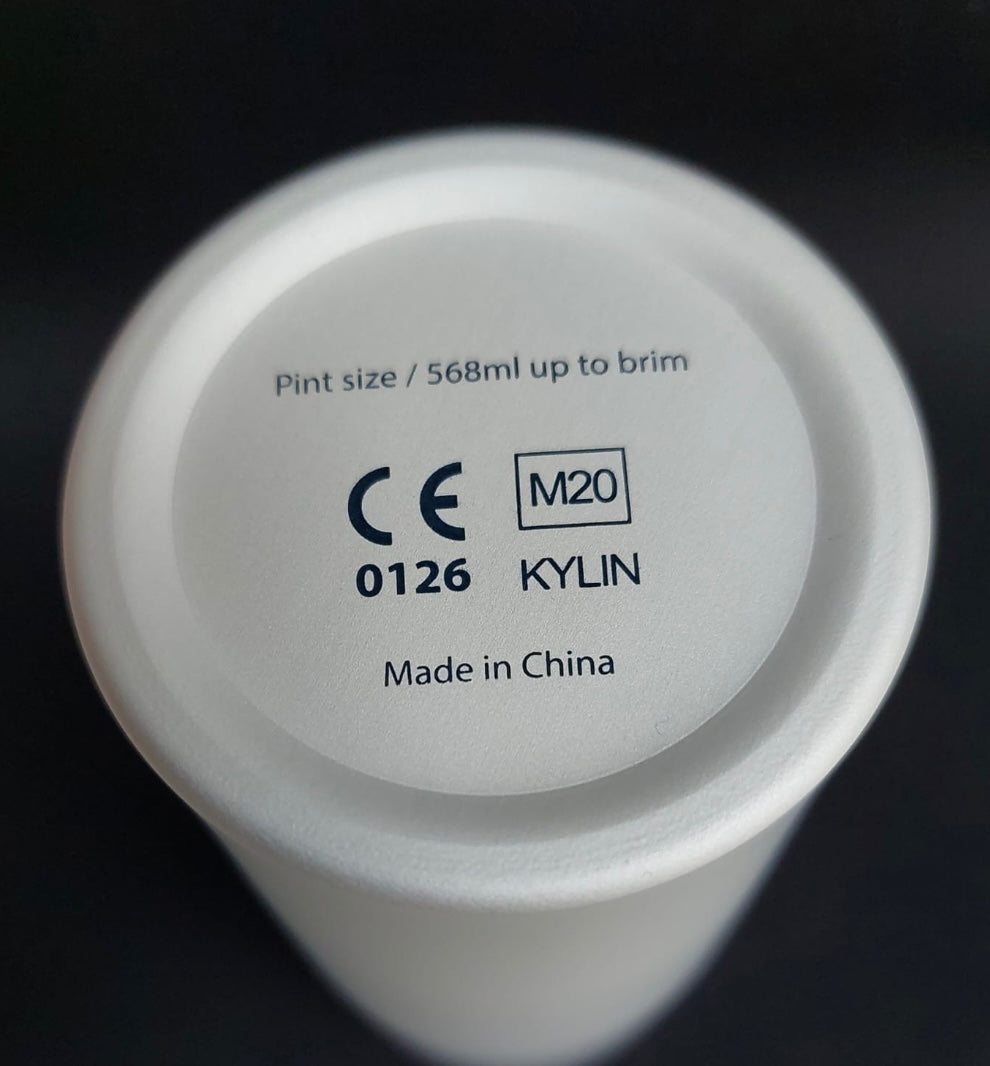 Pint size / 568ml up to brim
CE M20
0126 KYLIN
Made in China